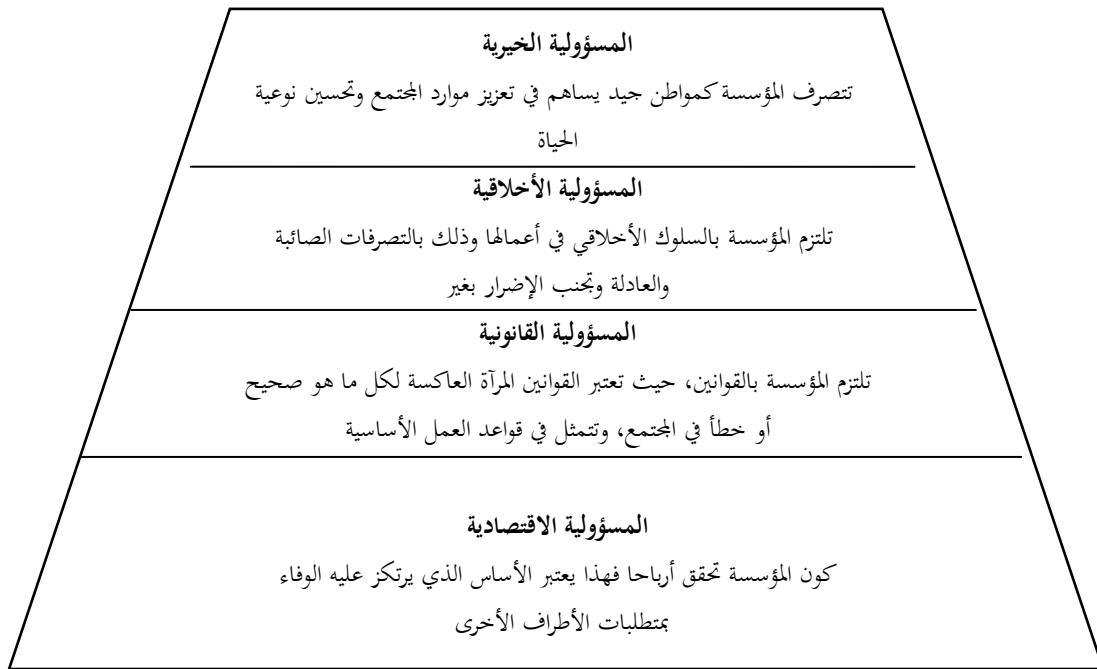 المسؤولية الخيرية
تتصرف المؤسسة كمواطن جيد يساهم في تعزيز موارد المجتمع وتحسين نوعية
الحياة
المسؤولية الأخلاقية
تلتزم المؤسسة بالسلوك الأخلاقي في أعمالها وذلك بالتصرفات الصائبة
والعادلة وتجنب الإضرار بغير
المسؤولية القانونية
تلتزم المؤسسة بالقوانين، حيث تعتبر القوانين المرآة العاكسة لكل ما هو صحيح
أو خطأ في المجتمع، وتتمثل في قواعد العمل الأساسية
المسؤولية الاقتصادية
كون المؤسسة تحقق أرباحا فهذا يعتبر الأساس الذي يرتكز عليه الوفاء
بمتطلبات الأطراف الأخرى